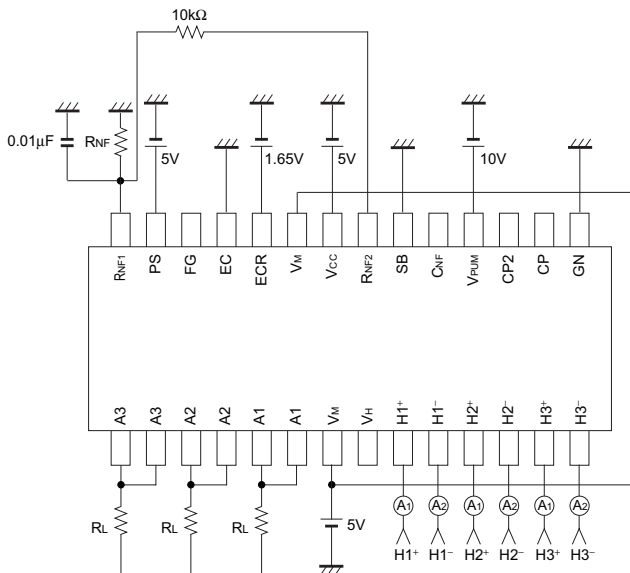 10kΩ
0.01μF
RNF
5V
1.65V
5V
10V
RNF1
PS
FG
EC
ECR
VM
VCC
RNF2
SB
CNF
VPUM
CP2
CP
GN
A3
A3
A2
A2
A1
A1
VM
VH
H1+
H1−
H2+
H2−
H3+
H3−
RL
RL
RL
5V
A1
A2
A1
A2
A1
A2
H1+
H1−
H2+
H2−
H3+
H3−